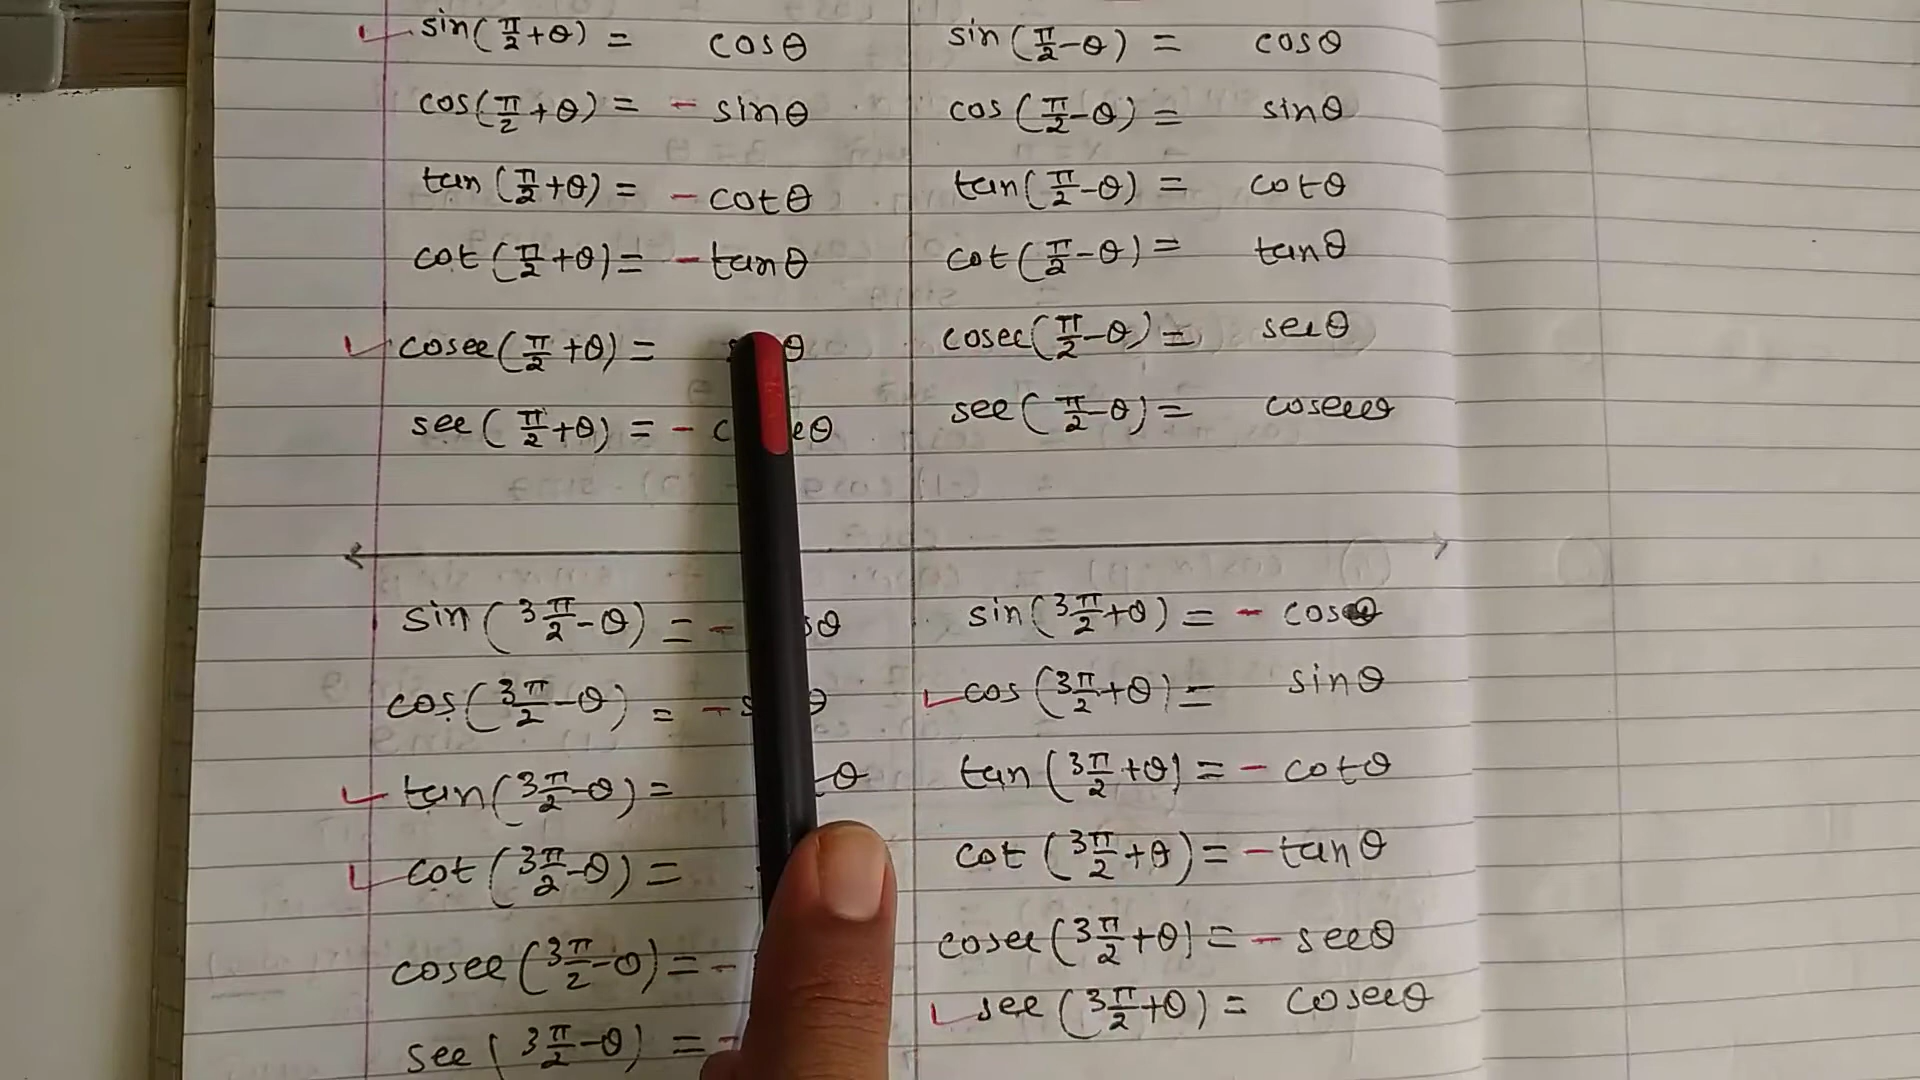 sin(π/2+θ) = cosθ
cos(π/2+θ) = - sinθ
tan(π/2+θ) = - cotθ
cot(π/2+θ) = - tanθ
cosec(π/2+θ) = θ
sec(π/2+θ) = -
sin(π/2-θ) = cosθ
cos(π/2-θ) = sinθ
tan(π/2-θ) = cotθ
cot(π/2-θ) = tanθ
cosec(π/2-θ) = secθ
sec(π/2-θ) = cosecθ
sin(3π/2-θ) = -
cos(3π/2-θ) = -
tan(3π/2-θ) = θ
cot(3π/2-θ) =
cosec(3π/2-θ) = -
sec(3π/2-θ) = -
sin(3π/2+θ) = - cosθ
cos(3π/2+θ) = sinθ
tan(3π/2+θ) = - cotθ
cot(3π/2+θ) = - tanθ
cosec(3π/2+θ) = - secθ
sec(3π/2+θ) = cosecθ